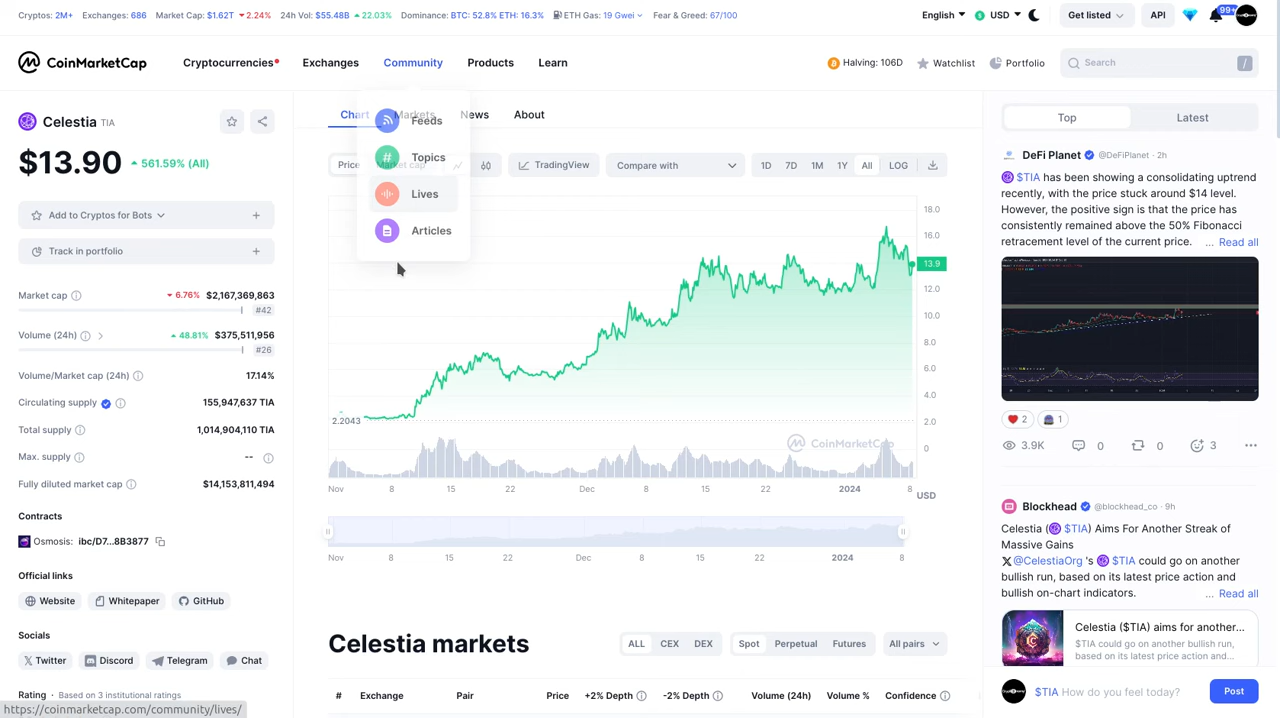 Cryptos: 2M+ Exchanges: 686 Market Cap: $1.62T 2.24% 24h Vol: $55.48B 22.03% Dominance: BTC: 52.8% ETH: 16.3% ETH Gas: 19 Gwei Fear & Greed: 67/100
English USD Get listed API 99+
CoinMarketCap Cryptocurrencies Exchanges Community Products Learn Halving: 106D Watchlist Portfolio Search /
Celestia TIA
$13.90 561.59% (All)
Add to Cryptos for Bots +
Track in portfolio +
Market cap 6.76% $2,167,369,863
#42
Volume (24h) 48.81% $375,511,956
#26
Volume/Market cap (24h) 17.14%
Circulating supply 155,947,637 TIA
Total supply 1,014,904,110 TIA
Max. supply --
Fully diluted market cap $14,153,811,494
Contracts
Osmosis: ibc/D7...8B3877
Official links
Website Whitepaper GitHub
Socials
Twitter Discord Telegram Chat
Rating · Based on 3 institutional ratings
https://coinmarketcap.com/community/lives/
Chart Markets News About
Feeds
Topics
Lives
Articles
Price Market cap TradingView Compare with 1D 7D 1M 1Y All LOG
18.0
16.0
13.9
12.0
10.0
8.0
6.0
4.0
2.0
0
2.2043
CoinMarketCap
Nov 8 15 22 Dec 8 15 22 2024 8 USD
Nov 8 15 22 Dec 8 15 22 2024 8
Celestia markets ALL CEX DEX Spot Perpetual Futures All pairs
# Exchange Pair Price +2% Depth -2% Depth Volume (24h) Volume % Confidence
Top Latest
DeFi Planet @DeFiPlanet · 2h
$TIA has been showing a consolidating uptrend
recently, with the price stuck around $14 level.
However, the positive sign is that the price has
consistently remained above the 50% Fibonacci
retracement level of the current price. ... Read all
2 1
3.9K 0 0 3
Blockhead @blockhead_co · 9h
Celestia ( $TIA) Aims For Another Streak of
Massive Gains
@CelestiaOrg 's $TIA could go on another
bullish run, based on its latest price action and
bullish on-chart indicators. ... Read all
Celestia ($TIA) aims for another...
$TIA could go on another bullish run,
based on its latest price action and...
$TIA How do you feel today? Post